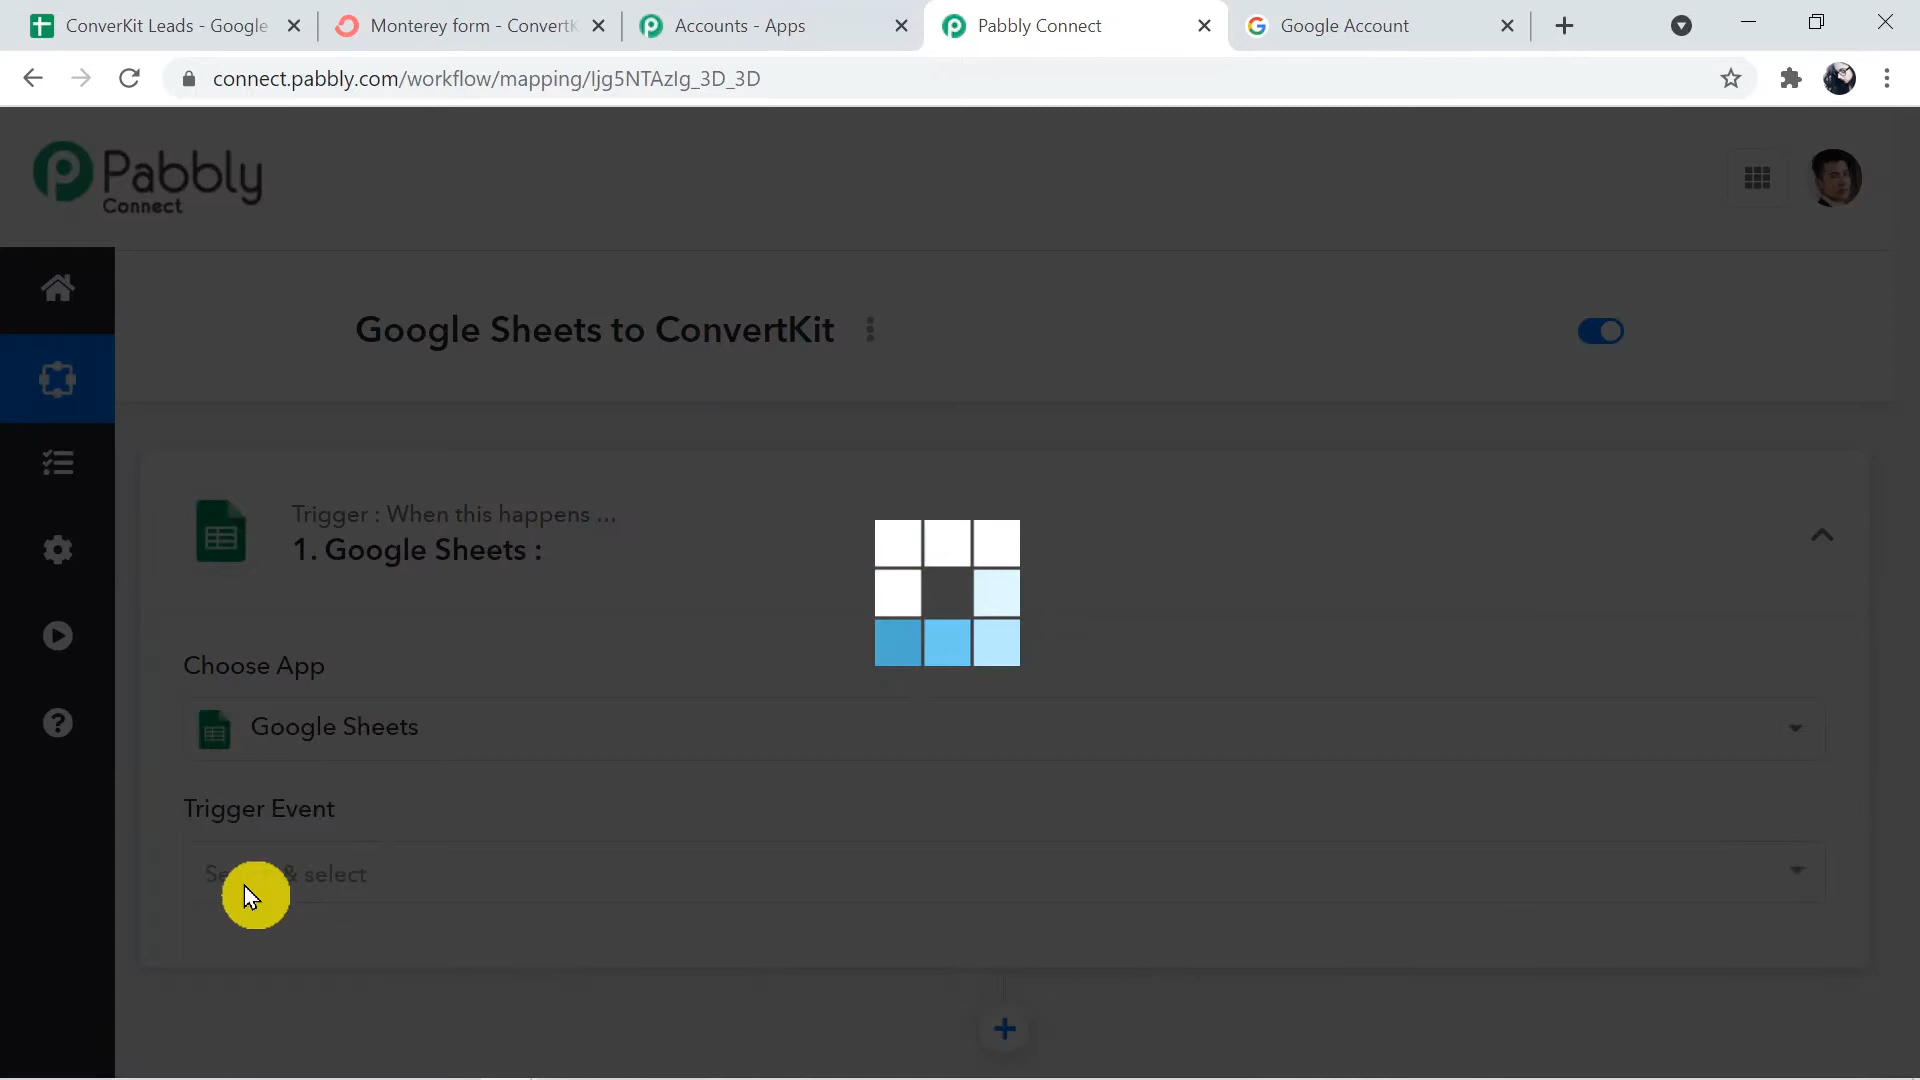 ConverKit Leads - Google
Monterey form - ConvertK
Accounts - Apps
Pabbly Connect
Google Account
connect.pabbly.com/workflow/mapping/Ijg5NTAzIg_3D_3D
Pabbly
Connect
Google Sheets to ConvertKit
Trigger : When this happens ...
1. Google Sheets :
Choose App
Google Sheets
Trigger Event
& select